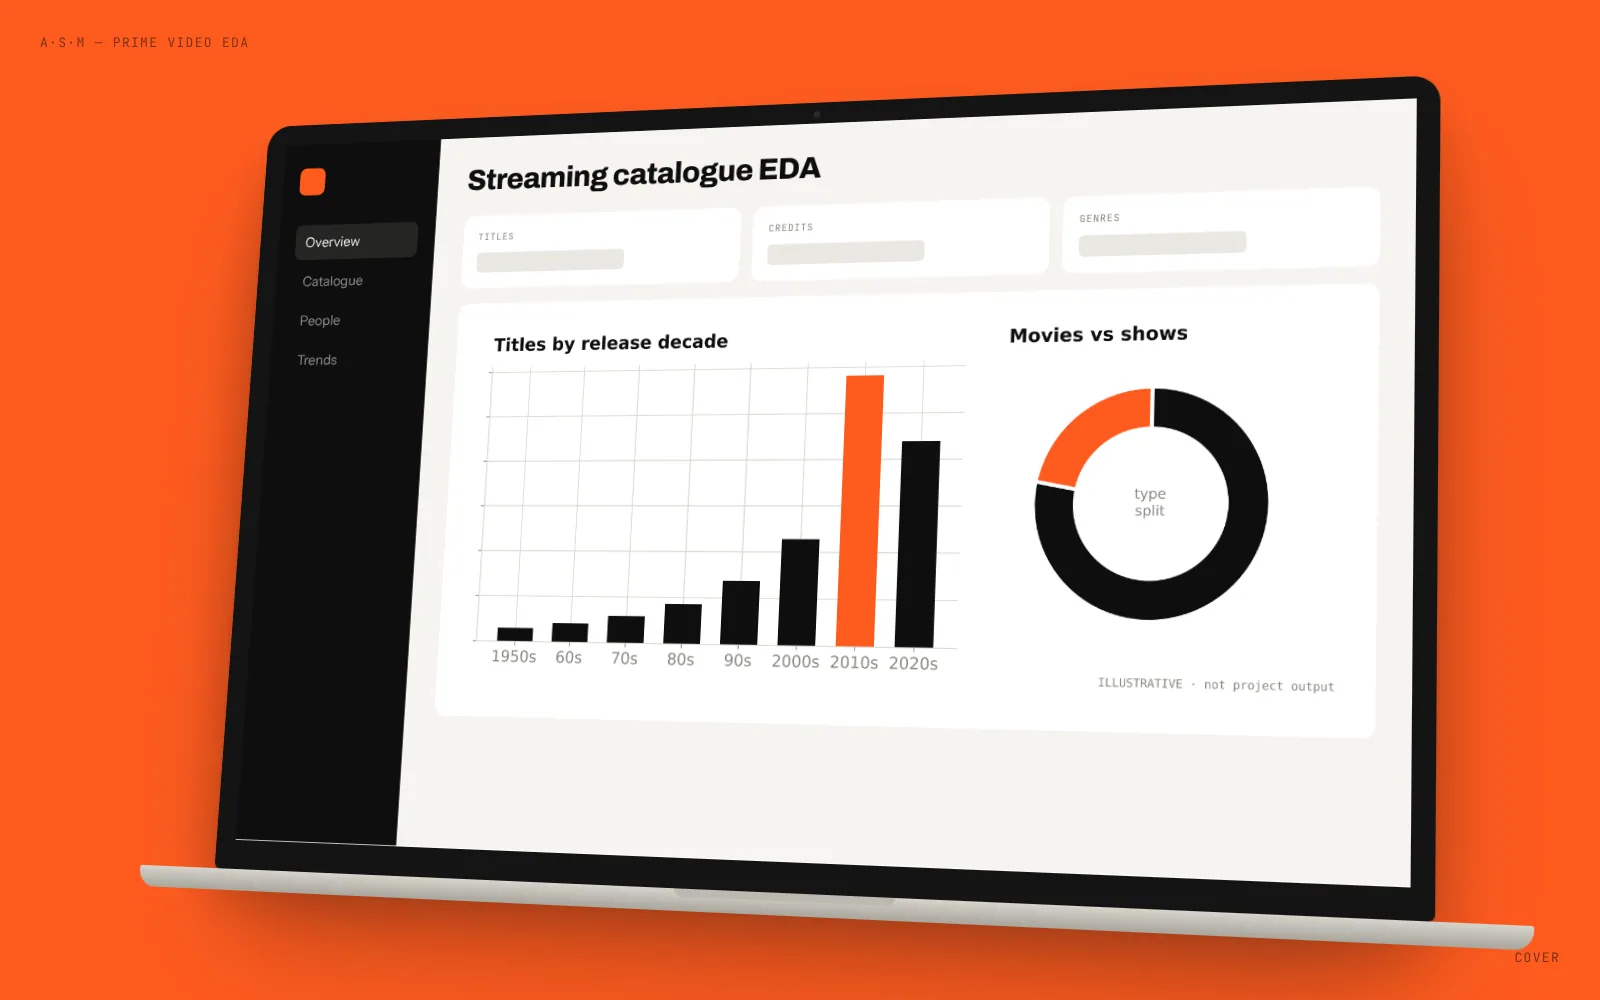 A·S·M — PRIME VIDEO EDA
Streaming catalogue EDA
Overview
Catalogue
People
Trends
TITLES
CREDITS
GENRES
Titles by release decade
1950s 60s 70s 80s 90s 2000s 2010s 2020s
Movies vs shows
type
split
ILLUSTRATIVE · not project output
COVER